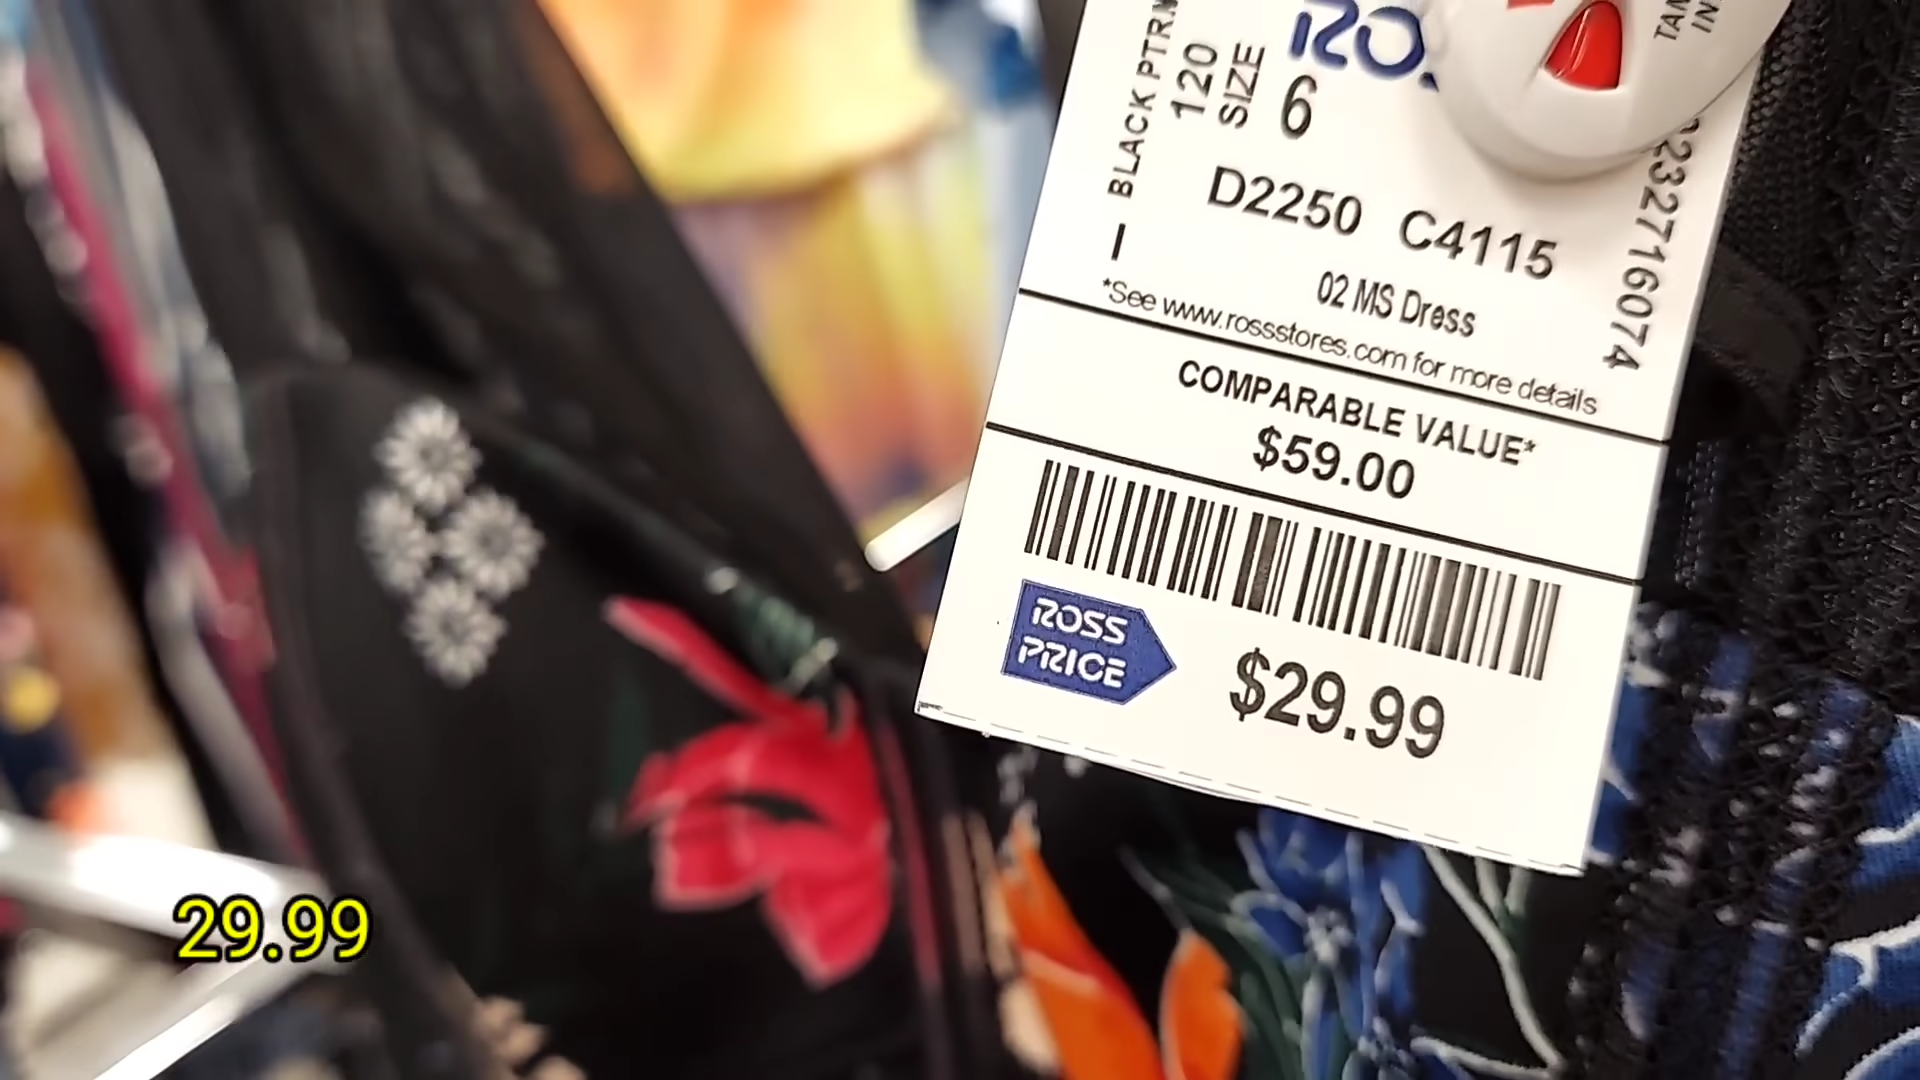 BLACK PTRN
120
SIZE
6
D2250 C4115
02 MS Dress
*See www.rossstores.com for more details
COMPARABLE VALUE*
$59.00
ROSS
PRICE
$29.99
29.99